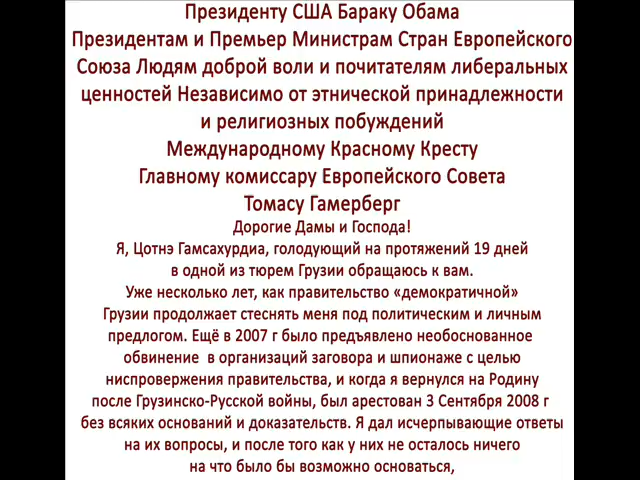 Президенту США Бараку Обама
Президентам и Премьер Министрам Стран Европейского
Союза Людям доброй воли и почитателям либеральных
ценностей Независимо от этнической принадлежности
и религиозных побуждений
Международному Красному Кресту
Главному комиссару Европейского Совета
Томасу Гамерберг
Дорогие Дамы и Господа!
Я, Цотнэ Гамсахурдиа, голодующий на протяжений 19 дней
в одной из тюрем Грузии обращаюсь к вам.
Уже несколько лет, как правительство «демократичной»
Грузии продолжает стеснять меня под политическим и личным
предлогом. Ещё в 2007 г было предъявлено необоснованное
обвинение в организаций заговора и шпионаже с целью
ниспровержения правительства, и когда я вернулся на Родину
после Грузинско-Русской войны, был арестован 3 Сентября 2008 г
без всяких оснований и доказательств. Я дал исчерпывающие ответы
на их вопросы, и после того как у них не осталось ничего
на что было бы возможно основаться,